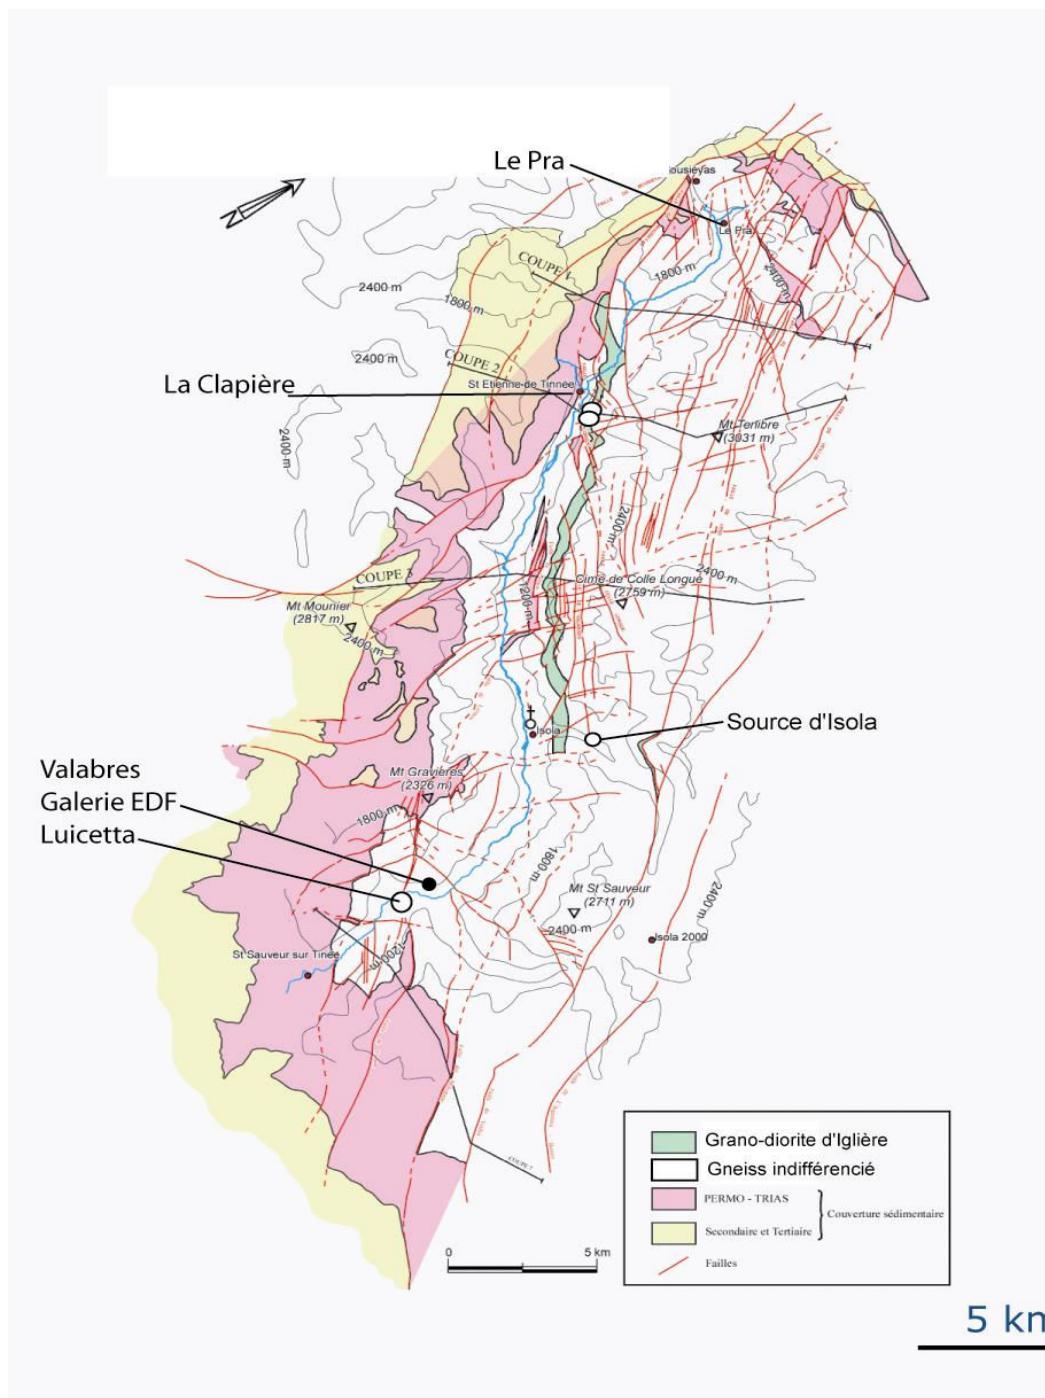 Le Pra
ousieyas
N
Le Pra
COUPE 1
1800 m
2400 m
2400 m
1800 m
COUPE 2
2400 m
La Clapière
St Etienne-de Tinnée
Mt Terlibre
(3031 m)
2400 m
2400 m
COUPE 3
2400 m
Cime de Colle Longue
(2759 m)
1200 m
Mt Mounier
(2817 m)
2400 m
Source d'Isola
Isola
Valabres
Galerie EDF
Luicetta
Mt Gravières
(2326 m)
1800 m
1800 m
Mt St Sauveur
(2711 m)
2400 m
2400 m
Isola 2000
St Sauveur sur Tinée
1200 m
Grano-diorite d'Iglière
Gneiss indifférencié
PERMO - TRIAS
Couverture sédimentaire
Secondaire et Tertiaire
Failles
0 5 km
5 km